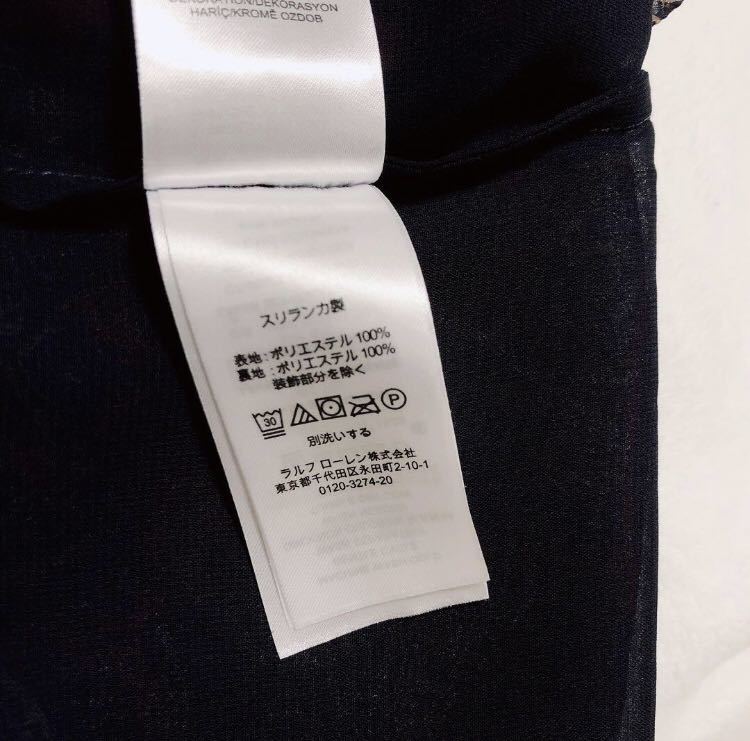 DEKORATION/DEKORASYON
HARİÇ/KROMĚ OZDOB
スリランカ製
表地:ポリエステル 100%
裏地:ポリエステル 100%
装飾部分を除く
30
P
別洗いする
ラルフ ローレン株式会社
東京都千代田区永田町2-10-1
0120-3274-20